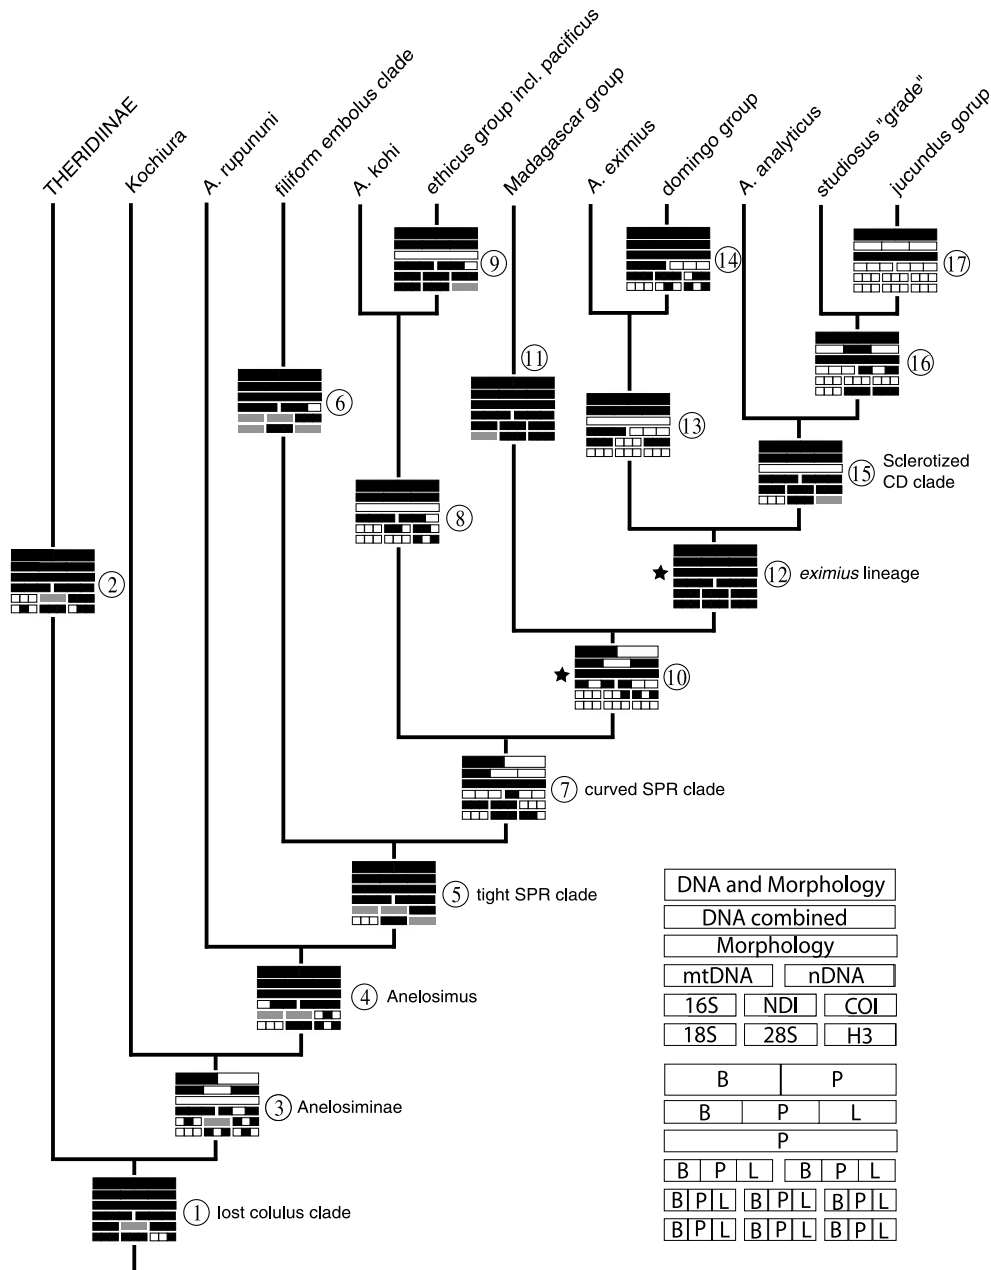 THERIDIINAE
Kochiura
A. rupununi
filiform embolus clade
A. kohi
ethicus group incl. pacificus
Madagascar group
A. eximius
domingo group
A. analyticus
studiosus "grade"
jucundus gorup
9
14
17
11
16
6
13
15
Sclerotized
CD clade
8
12
eximius lineage
2
10
7
curved SPR clade
5
tight SPR clade
4
Anelosimus
3
Anelosiminae
1
lost colulus clade
DNA and Morphology
DNA combined
Morphology
mtDNA nDNA
16S NDI COI
18S 28S H3
B P
B P L
P
B P L B P L
B P L B P L B P L
B P L B P L B P L